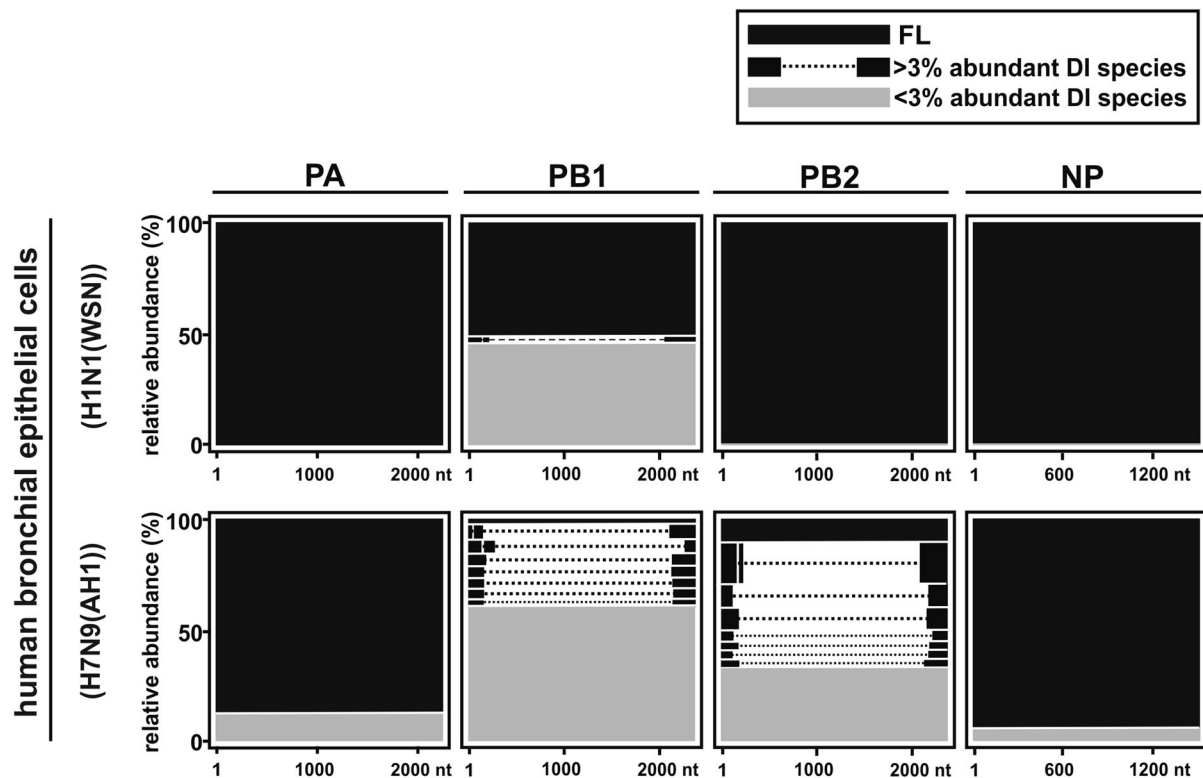 FL
>3% abundant DI species
<3% abundant DI species
PA PB1 PB2 NP
human bronchial epithelial cells
(H1N1(WSN))
relative abundance (%)
100
50
0
1 1000 2000 nt
1 1000 2000 nt
1 1000 2000 nt
1 600 1200 nt
(H7N9(AH1))
relative abundance (%)
100
50
0
1 1000 2000 nt
1 1000 2000 nt
1 1000 2000 nt
1 600 1200 nt